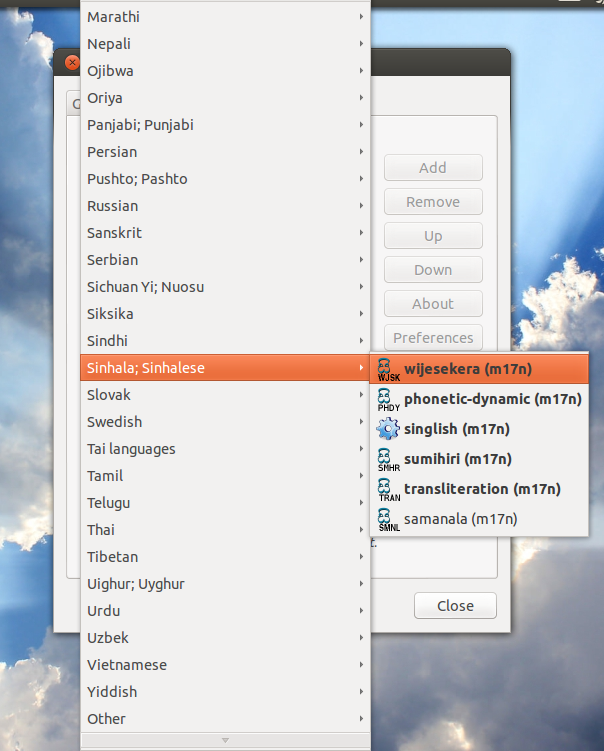 Marathi
Nepali
Ojibwa
Oriya
Panjabi; Punjabi
Persian
Pushto; Pashto
Russian
Sanskrit
Serbian
Sichuan Yi; Nuosu
Siksika
Sindhi
Sinhala; Sinhalese
Slovak
Swedish
Tai languages
Tamil
Telugu
Thai
Tibetan
Uighur; Uyghur
Urdu
Uzbek
Vietnamese
Yiddish
Other
Add
Remove
Up
Down
About
Preferences
WJSK wijesekera (m17n)
PHDY phonetic-dynamic (m17n)
singlish (m17n)
SMHR sumihiri (m17n)
TRAN transliteration (m17n)
SMNL samanala (m17n)
Close